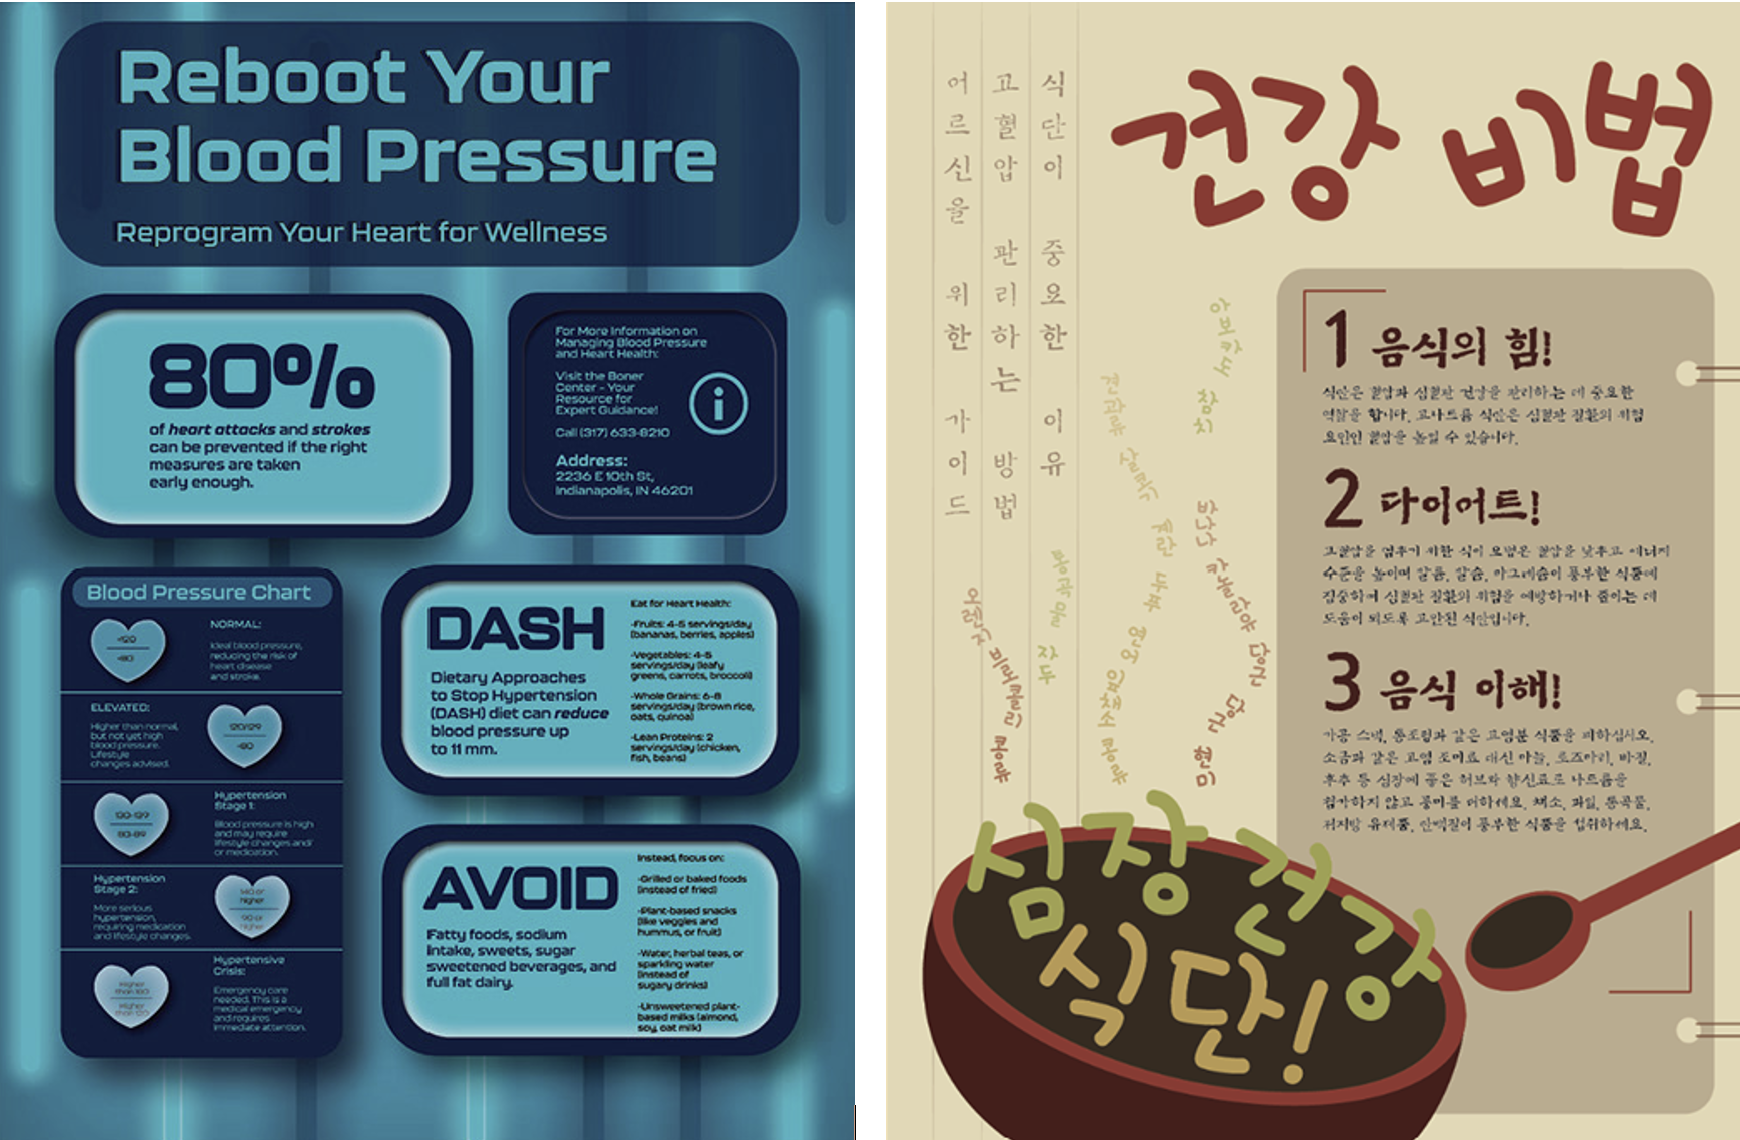 Reboot Your
Blood Pressure
Reprogram Your Heart for Wellness
80%
of heart attacks and strokes
can be prevented if the right
measures are taken
early enough.
For More Information on
Managing Blood Pressure
and Heart Health:
Visit the Boner
Center - Your
Resource for
Expert Guidance!
Call (317) 633-8210
Address:
2236 E 10th St,
Indianapolis, IN 46201
i
Blood Pressure Chart
<120
<80
NORMAL:
Ideal blood pressure,
reducing the risk of
heart disease
and stroke.
ELEVATED:
Higher than normal,
but not yet high
blood pressure.
Lifestyle
changes advised.
120/129
<80
130-139
80-89
Hypertension
Stage 1:
Blood pressure is high
and may require
lifestyle changes and/
or medication.
Hypertension
Stage 2:
More serious
hypertension,
requiring medication
and lifestyle changes.
140 or
higher
90 or
higher
Higher
than 180
Higher
than 120
Hypertensive
Crisis:
Emergency care
needed. This is a
medical emergency
and requires
immediate attention.
DASH
Dietary Approaches
to Stop Hypertension
(DASH) diet can reduce
blood pressure up
to 11 mm.
Eat for Heart Health:
-Fruits: 4-5 servings/day
(bananas, berries, apples)
-Vegetables: 4-5
servings/day (leafy
greens, carrots, broccoli)
-Whole Grains: 6-8
servings/day (brown rice,
oats, quinoa)
-Lean Proteins: 2
servings/day (chicken,
fish, beans)
AVOID
Fatty foods, sodium
intake, sweets, sugar
sweetened beverages, and
full fat dairy.
Instead, focus on:
-Grilled or baked foods
(instead of fried)
-Plant-based snacks
(like veggies and
hummus, or fruit)
-Water, herbal teas, or
sparkling water
(instead of
sugary drinks)
-Unsweetened plant-
based milks (almond,
soy, oat milk)
건강 비법
식단이 중요한 이유
고혈압 관리하는 방법
어르신을 위한 가이드
1 음식의 힘!
식단은 혈압과 심혈관 건강을 관리하는 데 중요한
역할을 합니다. 고나트륨 식단은 심혈관 질환의 위험
요인인 혈압을 높일 수 있습니다.
2 다이어트!
고혈압을 멈추기 위한 식이 요법은 혈압을 낮추고 에너지
수준을 높이며 칼륨, 칼슘, 마그네슘이 풍부한 식품에
집중하여 심혈관 질환의 위험을 예방하거나 줄이는 데
도움이 되도록 고안된 식단입니다.
3 음식 이해!
가공 스낵, 통조림과 같은 고염분 식품을 피하십시오.
소금과 같은 고염 조미료 대신 마늘, 로즈마리, 바질,
후추 등 심장에 좋은 허브와 향신료로 나트륨을
첨가하지 않고 풍미를 더하세요. 채소, 과일, 통곡물,
저지방 유제품, 단백질이 풍부한 식품을 섭취하세요.
아보카도
참치
견과류
살코기
계란
두부
연어
잎채소
콩류
바나나
카놀라유
당근
당근
현미
통곡물
자두
오렌지
브로콜리
콩류
심장 건강
식단!